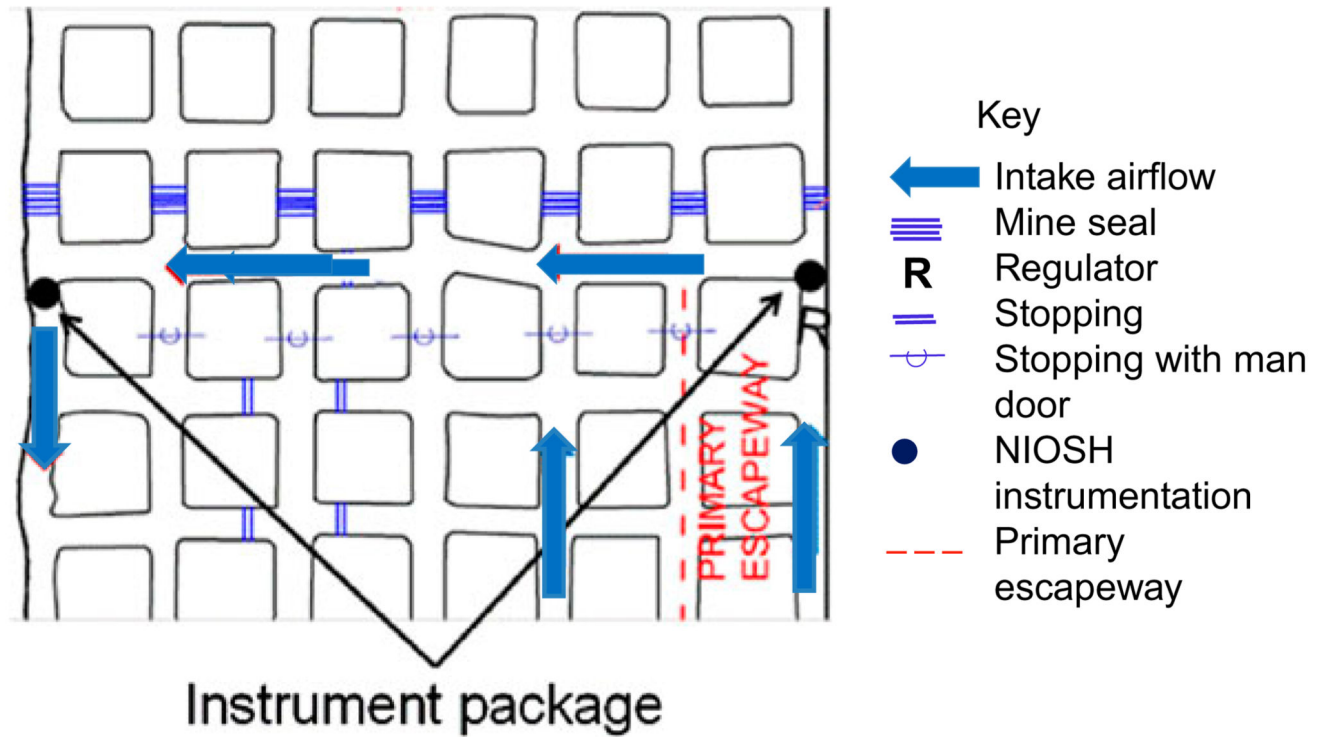 Key
Intake airflow
Mine seal
R
Regulator
Stopping
Stopping with man
door
NIOSH
instrumentation
Primary
escapeway
R
PRIMARY
ESCAPEWAY
Instrument package